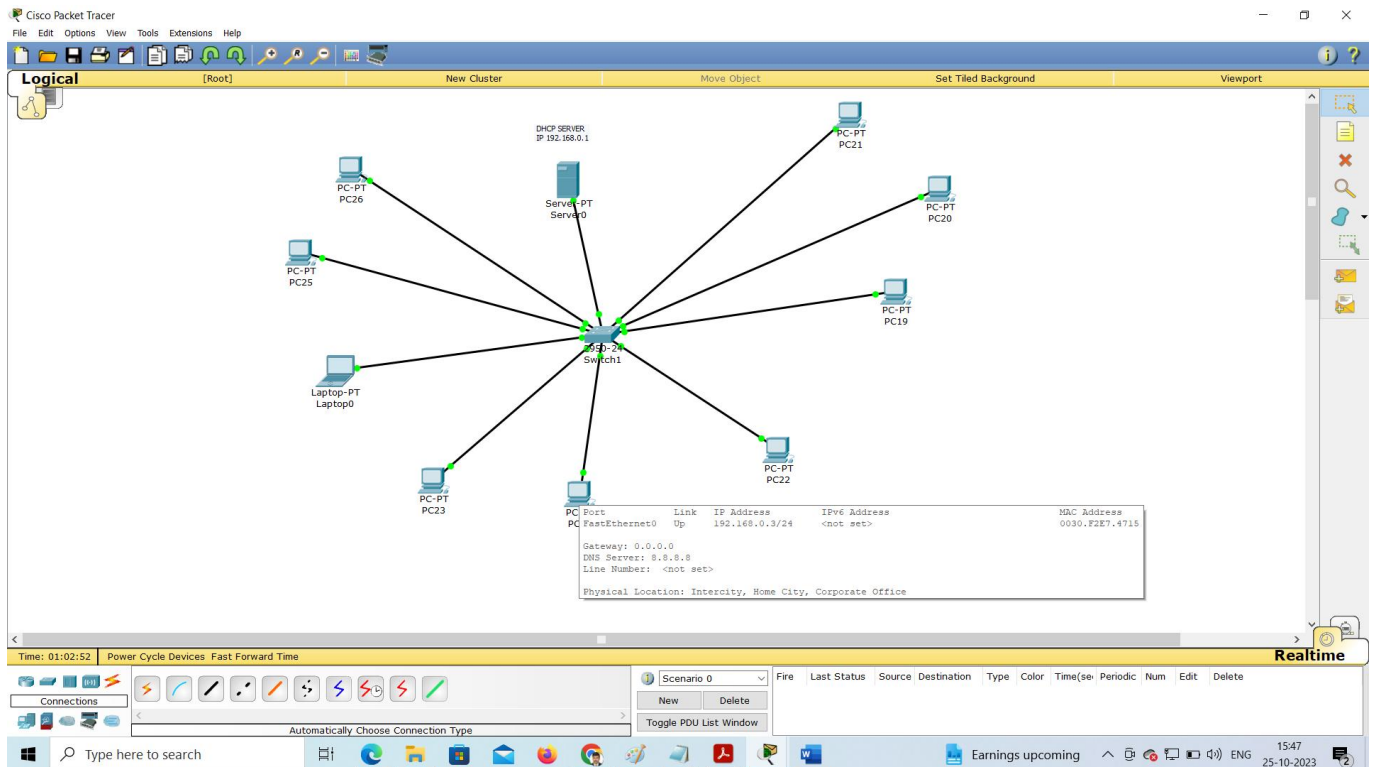 Cisco Packet Tracer
File Edit Options View Tools Extensions Help
Logical [Root] New Cluster Move Object Set Tiled Background Viewport
DHCP SERVER
IP 192.168.0.1
PC-PT
PC21
PC-PT
PC26
Server-PT
Server0
PC-PT
PC20
PC-PT
PC25
PC-PT
PC19
2950-24
Switch1
Laptop-PT
Laptop0
PC-PT
PC22
PC-PT
PC23
PC
PC
Port Link IP Address IPv6 Address MAC Address
FastEthernet0 Up 192.168.0.3/24 <not set> 0030.F2E7.4715
Gateway: 0.0.0.0
DNS Server: 8.8.8.8
Line Number: <not set>
Physical Location: Intercity, Home City, Corporate Office
Time: 01:02:52 Power Cycle Devices Fast Forward Time Realtime
Connections
Automatically Choose Connection Type
Scenario 0
New Delete
Toggle PDU List Window
Fire Last Status Source Destination Type Color Time(se Periodic Num Edit Delete
Type here to search
Earnings upcoming
ENG
15:47
25-10-2023
2